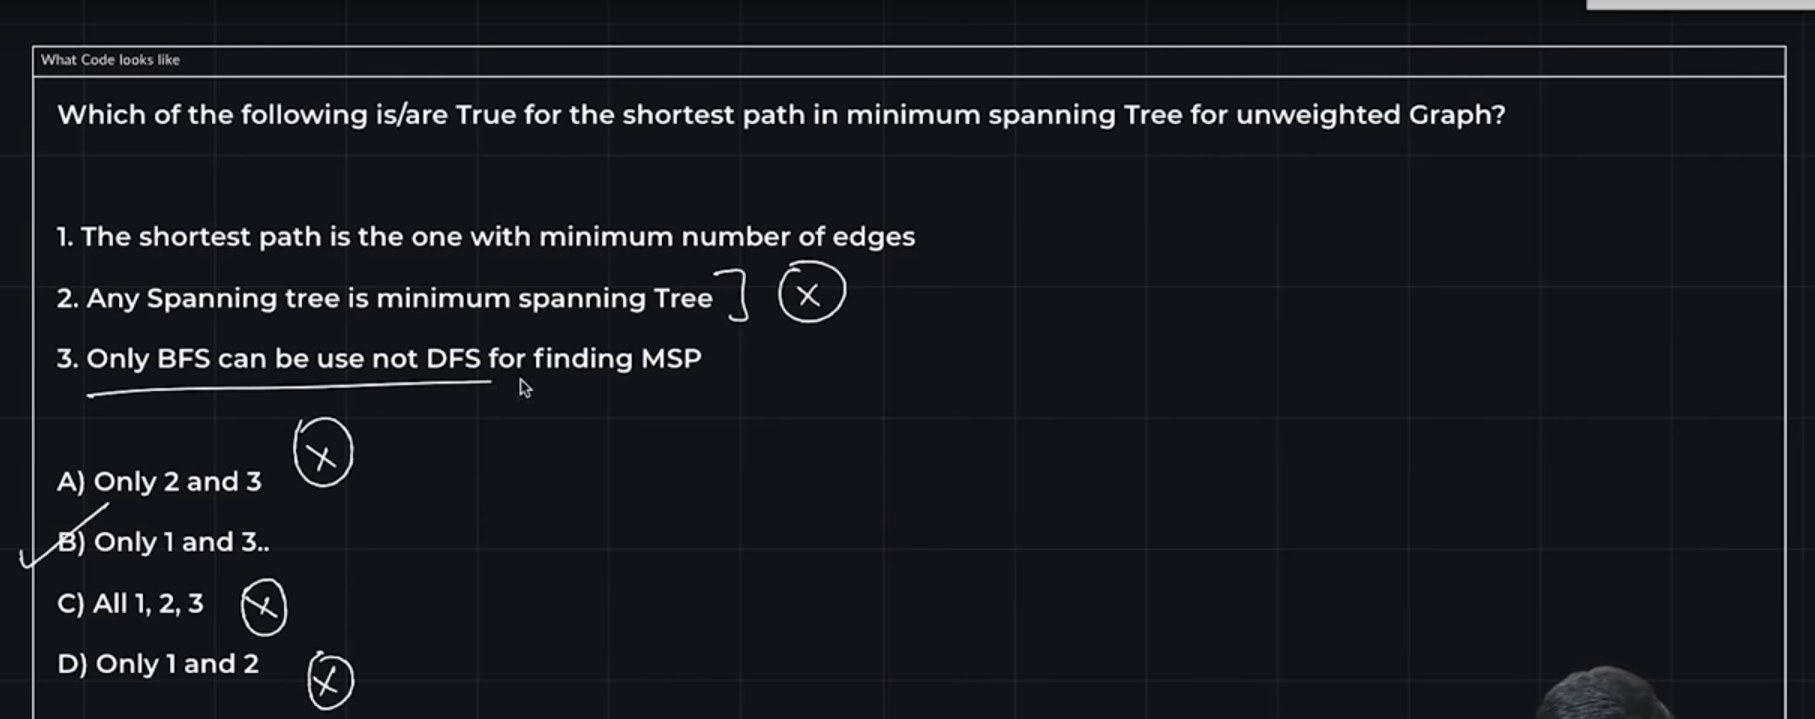 What Code looks like
Which of the following is/are True for the shortest path in minimum spanning Tree for unweighted Graph?
1. The shortest path is the one with minimum number of edges
2. Any Spanning tree is minimum spanning Tree
3. Only BFS can be use not DFS for finding MSP
A) Only 2 and 3
B) Only 1 and 3..
C) All 1, 2, 3
D) Only 1 and 2